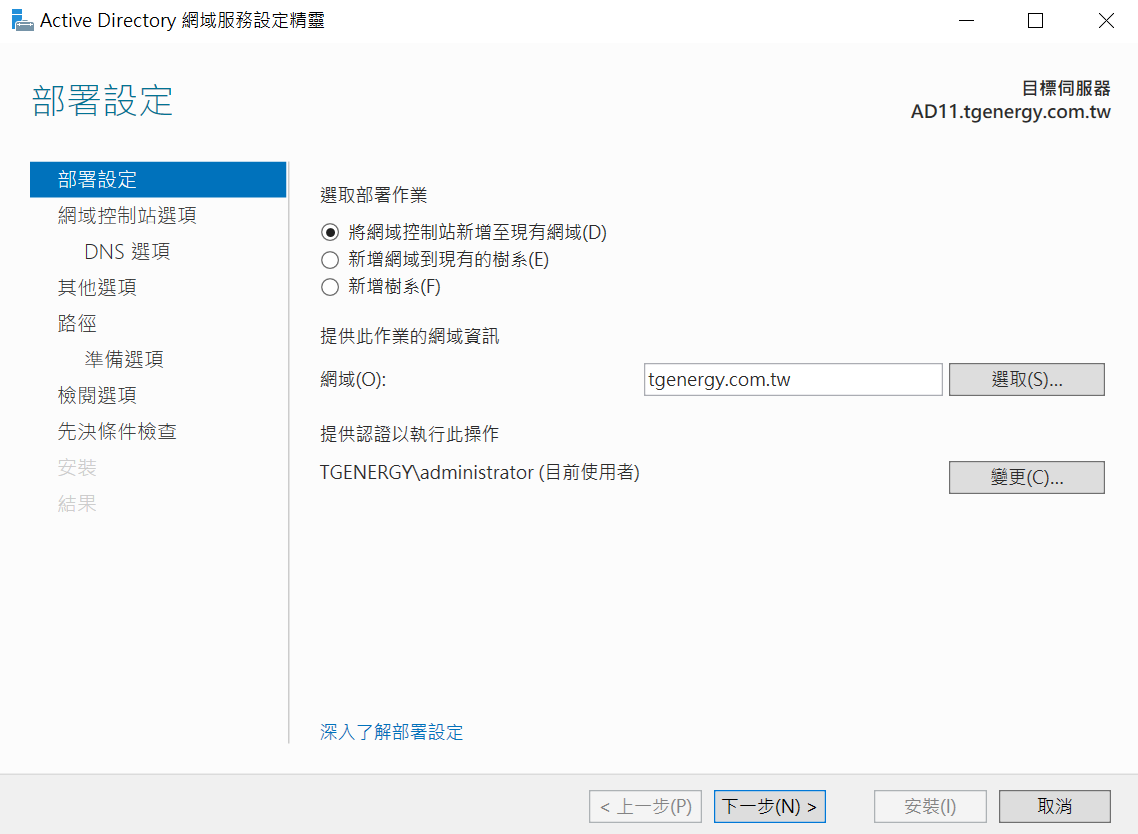 Active Directory 網域服務設定精靈
部署設定
目標伺服器
AD11.tgenergy.com.tw
部署設定
網域控制站選項
DNS 選項
其他選項
路徑
準備選項
檢閱選項
先決條件檢查
安裝
結果
選取部署作業
將網域控制站新增至現有網域(D)
新增網域到現有的樹系(E)
新增樹系(F)
提供此作業的網域資訊
網域(O):
tgenergy.com.tw
選取(S)...
提供認證以執行此操作
TGENERGY\administrator (目前使用者)
變更(C)...
深入了解部署設定
< 上一步(P)
下一步(N) >
安裝(I)
取消